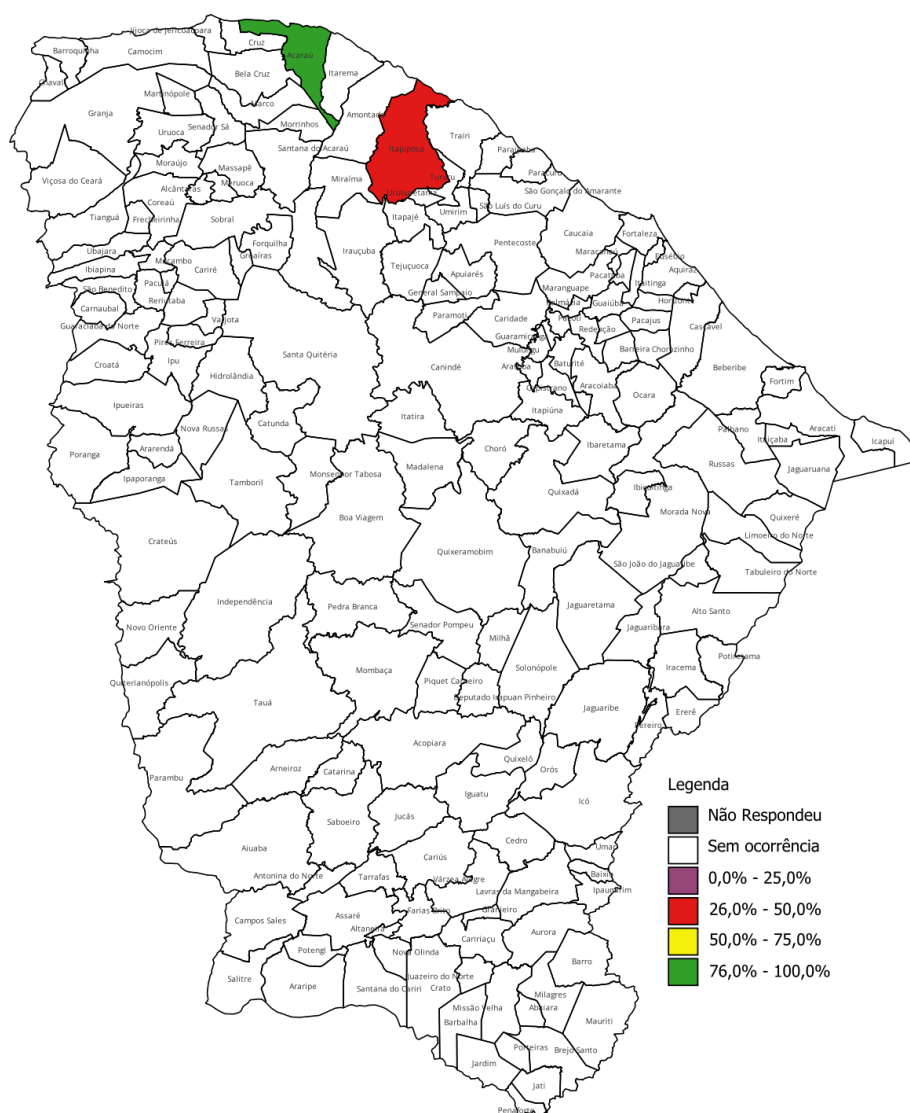 Jijoca de Jericoacoara
Cruz
Acaraú
Barroquinha
Camocim
Itarema
Bela Cruz
Chaval
Martinópole
Marco
Amontada
Granja
Senador Sá
Morrinhos
Uruoca
Trairi
Santana do Acaraú
Itapipoca
Paraipaba
Moraújo
Massapê
Paracuru
Viçosa do Ceará
Miraíma
Tururu
Meruoca
Alcântaras
Uruburetama
São Gonçalo do Amarante
Coreaú
São Luís do Curu
Tianguá
Frecheirinha
Sobral
Itapajé
Umirim
Caucaia
Fortaleza
Forquilha
Pentecoste
Ubajara
Irauçuba
Maracanaú
Groaíras
Eusébio
Mucambo
Ibiapina
Cariré
Tejuçuoca
Apuiarés
Pacatuba
Aquiraz
Pacujá
Itaitinga
São Benedito
General Sampaio
Maranguape
Reriutaba
Palmácia
Guaiúba
Horizonte
Carnaubal
Paramoti
Caridade
Pacoti
Pacajus
Guaraciaba do Norte
Varjota
Redenção
Cascavel
Guaramiranga
Pires Ferreira
Mulungu
Barreira
Chorozinho
Santa Quitéria
Croatá
Ipu
Canindé
Aratuba
Baturité
Beberibe
Hidrolândia
Capistrano
Aracoiaba
Fortim
Ocara
Ipueiras
Itatira
Itapiúna
Catunda
Nova Russas
Palhano
Aracati
Ararendá
Choró
Ibaretama
Itaiçaba
Icapuí
Poranga
Madalena
Russas
Jaguaruana
Ipaporanga
Monsenhor Tabosa
Tamboril
Quixadá
Ibicuitinga
Boa Viagem
Morada Nova
Quixeré
Crateús
Limoeiro do Norte
Quixeramobim
Banabuiú
São João do Jaguaribe
Tabuleiro do Norte
Independência
Pedra Branca
Jaguaretama
Alto Santo
Novo Oriente
Senador Pompeu
Jaguaribara
Milhã
Potiretama
Mombaça
Solonópole
Iracema
Quiterianópolis
Piquet Carneiro
Deputado Irapuan Pinheiro
Tauá
Jaguaribe
Ererê
Pereiro
Acopiara
Quixelô
Parambu
Arneiroz
Catarina
Orós
Iguatu
Icó
Saboeiro
Jucás
Cedro
Aiuaba
Umari
Cariús
Antonina do Norte
Tarrafas
Várzea Alegre
Baixio
Lavras da Mangabeira
Ipaumirim
Campos Sales
Assaré
Farias Brito
Granjeiro
Altaneira
Aurora
Caririaçu
Potengi
Nova Olinda
Barro
Salitre
Araripe
Santana do Cariri
Juazeiro do Norte
Crato
Milagres
Missão Velha
Abaiara
Barbalha
Mauriti
Porteiras
Brejo Santo
Jardim
Jati
Penaforte
Legenda
Não Respondeu
Sem ocorrência
0,0% - 25,0%
26,0% - 50,0%
50,0% - 75,0%
76,0% - 100,0%